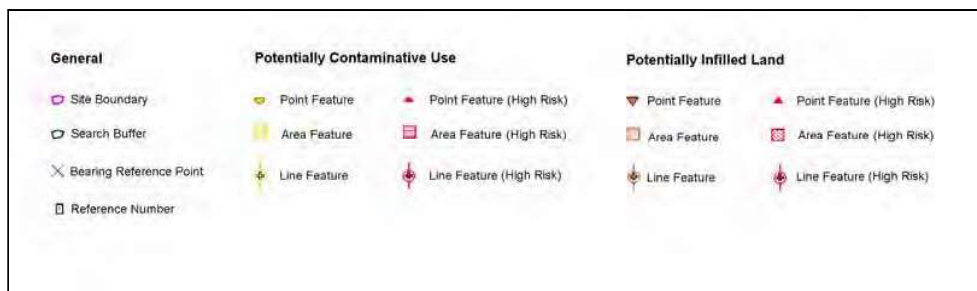 General
Site Boundary
Search Buffer
Bearing Reference Point
Reference Number
Potentially Contaminative Use
Point Feature
Point Feature (High Risk)
Area Feature
Area Feature (High Risk)
Line Feature
Line Feature (High Risk)
Potentially Infilled Land
Point Feature
Point Feature (High Risk)
Area Feature
Area Feature (High Risk)
Line Feature
Line Feature (High Risk)